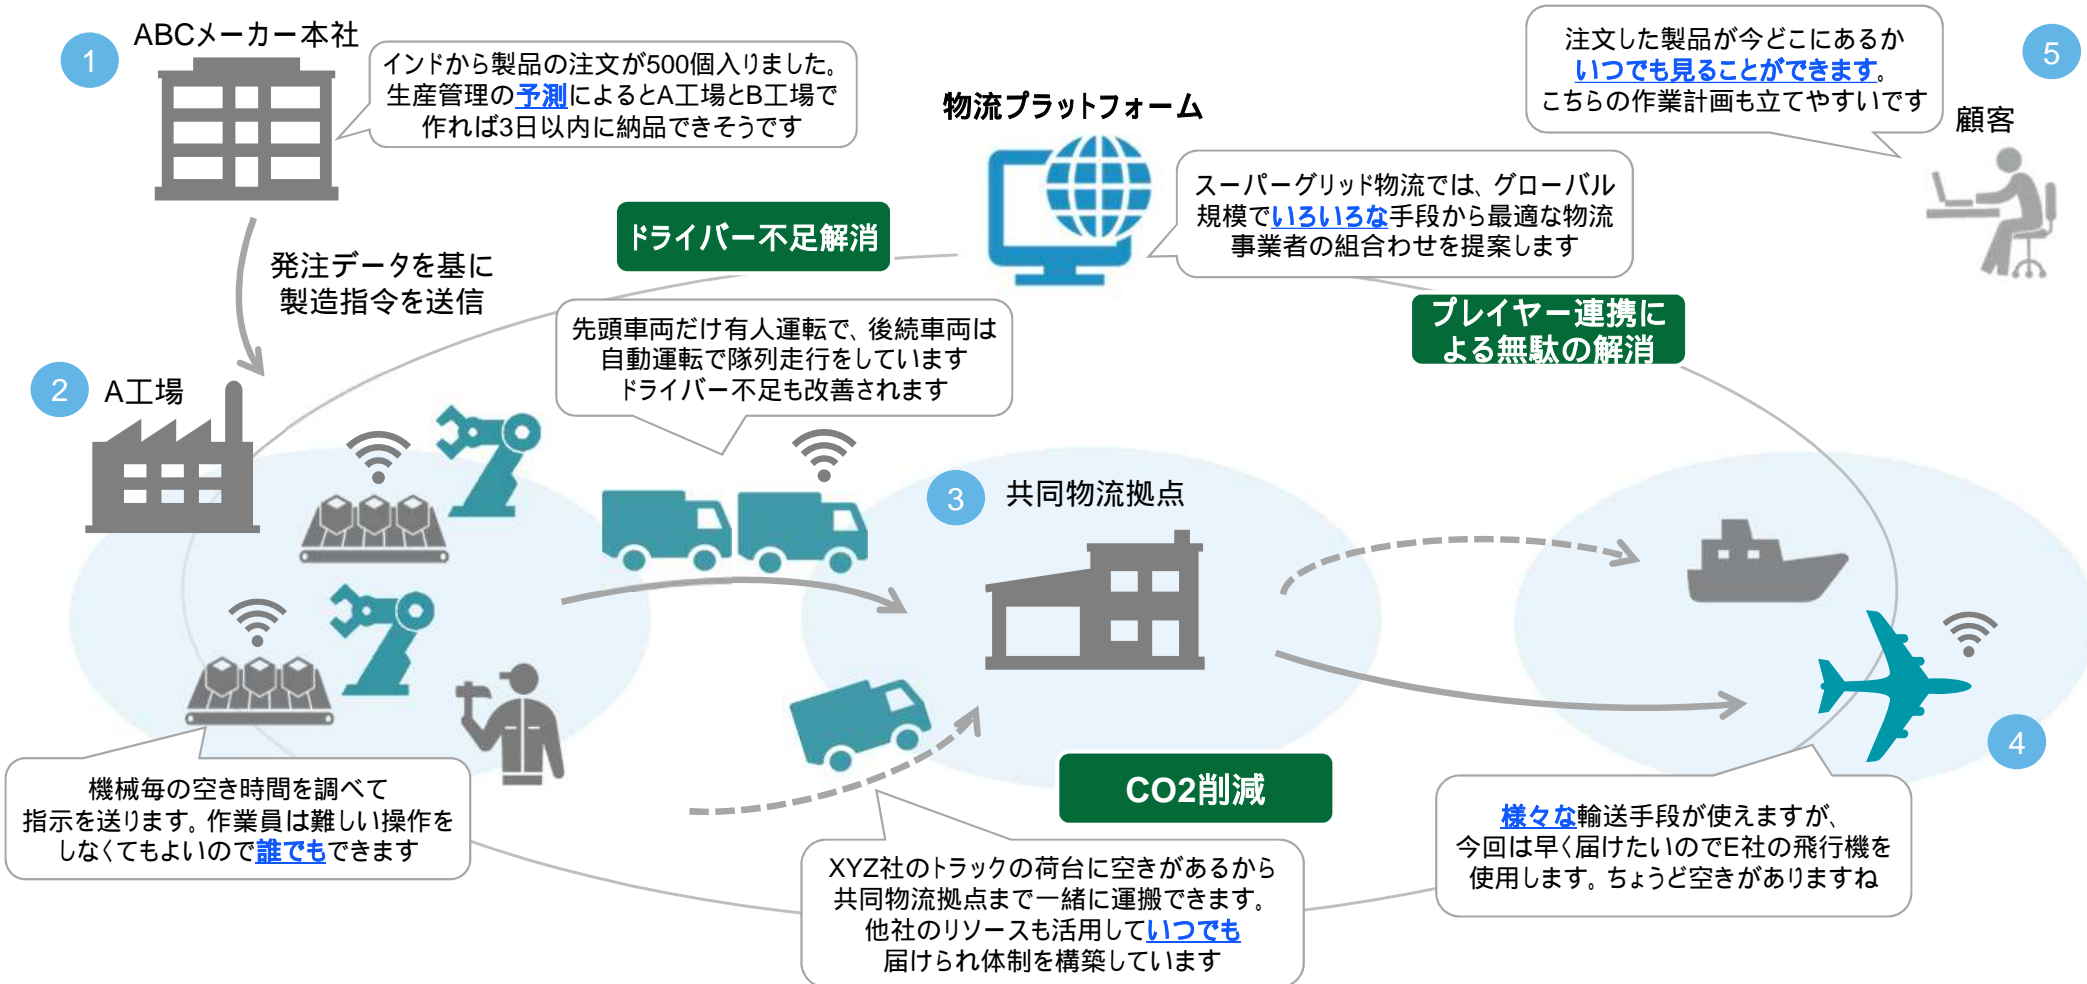 1
ABCメーカー本社
インドから製品の注文が500個入りました。
生産管理の予測によるとA工場とB工場で
作れば3日以内に納品できそうです
発注データを基に
製造指令を送信
物流プラットフォーム
スーパーグリッド物流では、グローバル
規模でいろいろな手段から最適な物流
事業者の組合わせを提案します
注文した製品が今どこにあるか
いつでも見ることができます。
こちらの作業計画も立てやすいです
5
顧客
ドライバー不足解消
プレイヤー連携に
よる無駄の解消
2
A工場
先頭車両だけ有人運転で、後続車両は
自動運転で隊列走行をしています
ドライバー不足も改善されます
3
共同物流拠点
機械毎の空き時間を調べて
指示を送ります。作業員は難しい操作を
しなくてもよいので誰でもできます
CO2削減
XYZ社のトラックの荷台に空きがあるから
共同物流拠点まで一緒に運搬できます。
他社のリソースも活用していつでも
届けられ体制を構築しています
4
様々な輸送手段が使えますが、
今回は早く届けたいのでE社の飛行機を
使用します。ちょうど空きがありますね